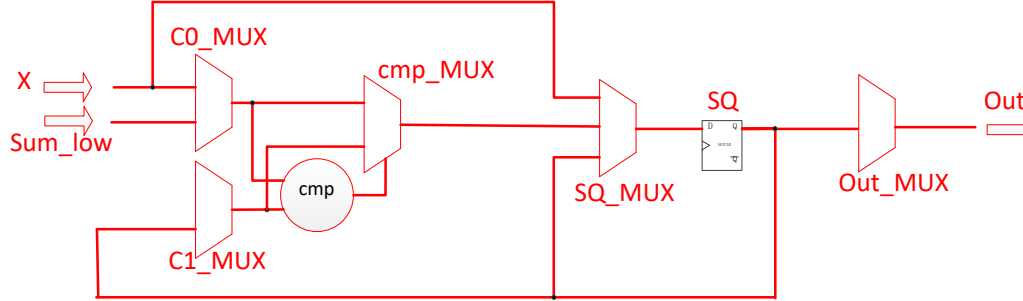 C0_MUX
X
cmp_MUX
SQ
Out
Sum_low
D
Q
Q
cmp
SQ_MUX
Out_MUX
C1_MUX